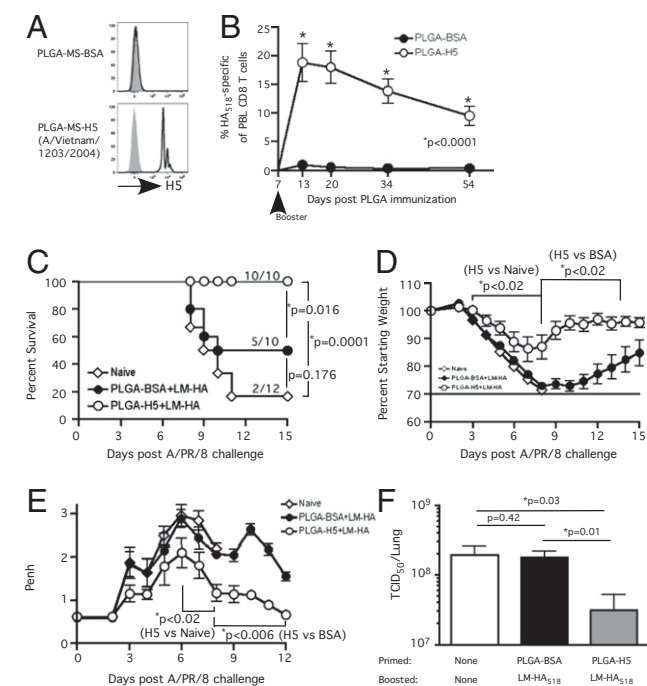 A
PLGA-MS-BSA
PLGA-MS-H5
(A/Vietnam/
1203/2004)
H5
B
% HA518-specific
of PBL CD8 T cells
25
20
15
10
5
0
PLGA-BSA
PLGA-H5
* * * *
*p<0.0001
7 13 20 34 54
Days post PLGA immunization
Booster
C
Percent Survival
100
80
60
40
20
0
10/10
5/10
2/12
*p=0.016
*p=0.0001
p=0.176
Naive
PLGA-BSA+LM-HA
PLGA-H5+LM-HA
0 3 6 9 12 15
Days post A/PR/8 challenge
D
Percent Starting Weight
110
100
90
80
70
60
(H5 vs BSA)
*p<0.02
(H5 vs Naive)
*p<0.02
Naive
PLGA-BSA+LM-HA
PLGA-H5+LM-HA
0 3 6 9 12 15
Days post A/PR/8 challenge
E
Penh
3
2
1
0
Naive
PLGA-BSA+LM-HA
PLGA-H5+LM-HA
*p<0.02
(H5 vs Naive)
*p<0.006 (H5 vs BSA)
0 3 6 9 12
Days post A/PR/8 challenge
F
TCID50/Lung
10⁹
10⁸
10⁷
*p=0.03
p=0.42
*p=0.01
Primed: None PLGA-BSA PLGA-H5
Boosted: None LM-HA518 LM-HA518